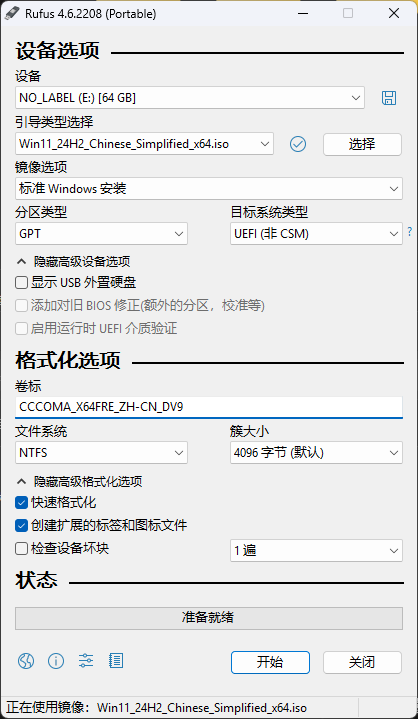 Rufus 4.6.2208 (Portable)
设备选项
设备
NO_LABEL (E:) [64 GB]
引导类型选择
Win11_24H2_Chinese_Simplified_x64.iso
选择
镜像选项
标准 Windows 安装
分区类型
目标系统类型
GPT
UEFI (非 CSM)
?
隐藏高级设备选项
显示 USB 外置硬盘
添加对旧 BIOS 修正(额外的分区，校准等)
启用运行时 UEFI 介质验证
格式化选项
卷标
CCCOMA_X64FRE_ZH-CN_DV9
文件系统
簇大小
NTFS
4096 字节 (默认)
隐藏高级格式化选项
快速格式化
创建扩展的标签和图标文件
检查设备坏块
1 遍
状态
准备就绪
开始
关闭
正在使用镜像：Win11_24H2_Chinese_Simplified_x64.iso